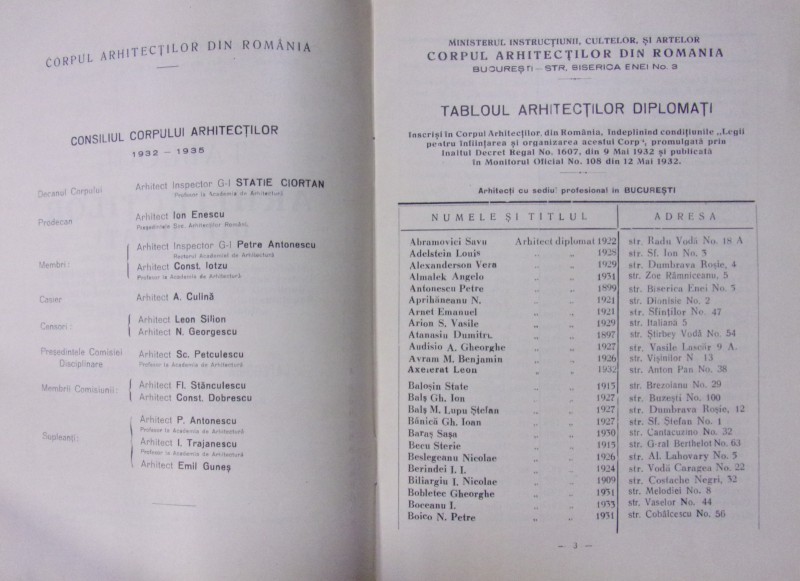 CORPUL ARHITECȚILOR DIN ROMÂNIA
CONSILIUL CORPULUI ARHITECȚILOR
1932 – 1935
Decanul Corpului Arhitect Inspector G-l STATIE CIORTAN
Profesor la Academia de Arhitectură
Prodecan Arhitect Ion Enescu
Președintele Soc. Arhitecților Români.
Arhitect Inspector G-l Petre Antonescu
Rectorul Academiei de Arhitectură
Membri : Arhitect Const. Iotzu
Profesor la Academia de Arhitectură
Casier Arhitect A. Culină
Censori : Arhitect Leon Silion
Arhitect N. Georgescu
Președintele Comisiei Disciplinare Arhitect Sc. Petculescu
Profesor la Academia de Arhitectură
Membrii Comisiunii : Arhitect Fl. Stănculescu
Arhitect Const. Dobrescu
Arhitect P. Antonescu
Profesor la Academia de Arhitectură
Supleanți : Arhitect I. Trajanescu
Profesor la Academia de Arhitectură
Arhitect Emil Guneș
MINISTERUL INSTRUCȚIUNII, CULTELOR, ȘI ARTELOR
CORPUL ARHITECȚILOR DIN ROMANIA
BUCUREȘTI – STR, BISERICA ENEI No. 3
TABLOUL ARHITECȚILOR DIPLOMAȚI
Inscriși în Corpul Arhitecților, din România, îndeplinind condițiunile „Legii
pentru înființarea și organizarea acestui Corp", promulgată prin
Inaltul Decret Regal No. 1607, din 9 Mai 1932 și publicată
în Monitorul Oficial No. 108 din 12 Mai 1932.
Arhitecți cu sediul profesional în BUCUREȘTI
NUMELE ȘI TITLUL ADRESA
Abramovici Savu Arhitect diplomat 1922 str. Radu Vodă No. 18 A
Adelstein Louis „ „ 1928 str. Sf. Ion No. 3
Alexanderson Vera „ „ 1929 str. Dumbrava Roșie, 4
Almalek Angelo „ „ 1931 str. Zoe Râmniceanu, 5
Antonescu Petre „ „ 1899 str. Biserica Enei No. 3
Aprihăneanu N. „ „ 1921 str. Dionisie No. 2
Arnet Emanuel „ „ 1921 str. Sfinților No. 47
Arion S. Vasile „ „ 1929 str. Italiană 5
Atanasiu Dumitru. „ „ 1897 str. Știrbey Vodă No. 54
Audisio A. Gheorghe „ „ 1927 str. Vasile Lascăr 9 A.
Avram M. Benjamin „ „ 1926 str. Vișinilor N 13
Axelerat Leon „ „ 1932 str. Anton Pan No. 38
Baloșin State „ „ 1915 str. Brezoianu No. 29
Balș Gh. Ion „ „ 1927 str. Buzești No. 100
Balș M. Lupu Ștefan „ „ 1927 str. Dumbrava Roșie, 12
Bănică Gh. Ioan „ „ 1927 str. Sf. Ștefan No. 1
Baraș Sașa „ „ 1930 str. Cantacuzino No. 32
Becu Sterie „ „ 1915 str. G-ral Berthelot No. 63
Beslegeanu Nicolae „ „ 1926 str. Al. Lahovary No. 3
Berindei I. I. „ „ 1924 str. Vodă Caragea No. 22
Biliargiu I. Nicolae „ „ 1909 str. Costache Negri, 32
Bobletec Gheorghe „ „ 1931 str. Melodiei No. 8
Boceanu I. „ „ 1933 str. Vaselor No. 44
Boico N. Petre „ „ 1931 str. Cobălcescu No. 56
— 3 —